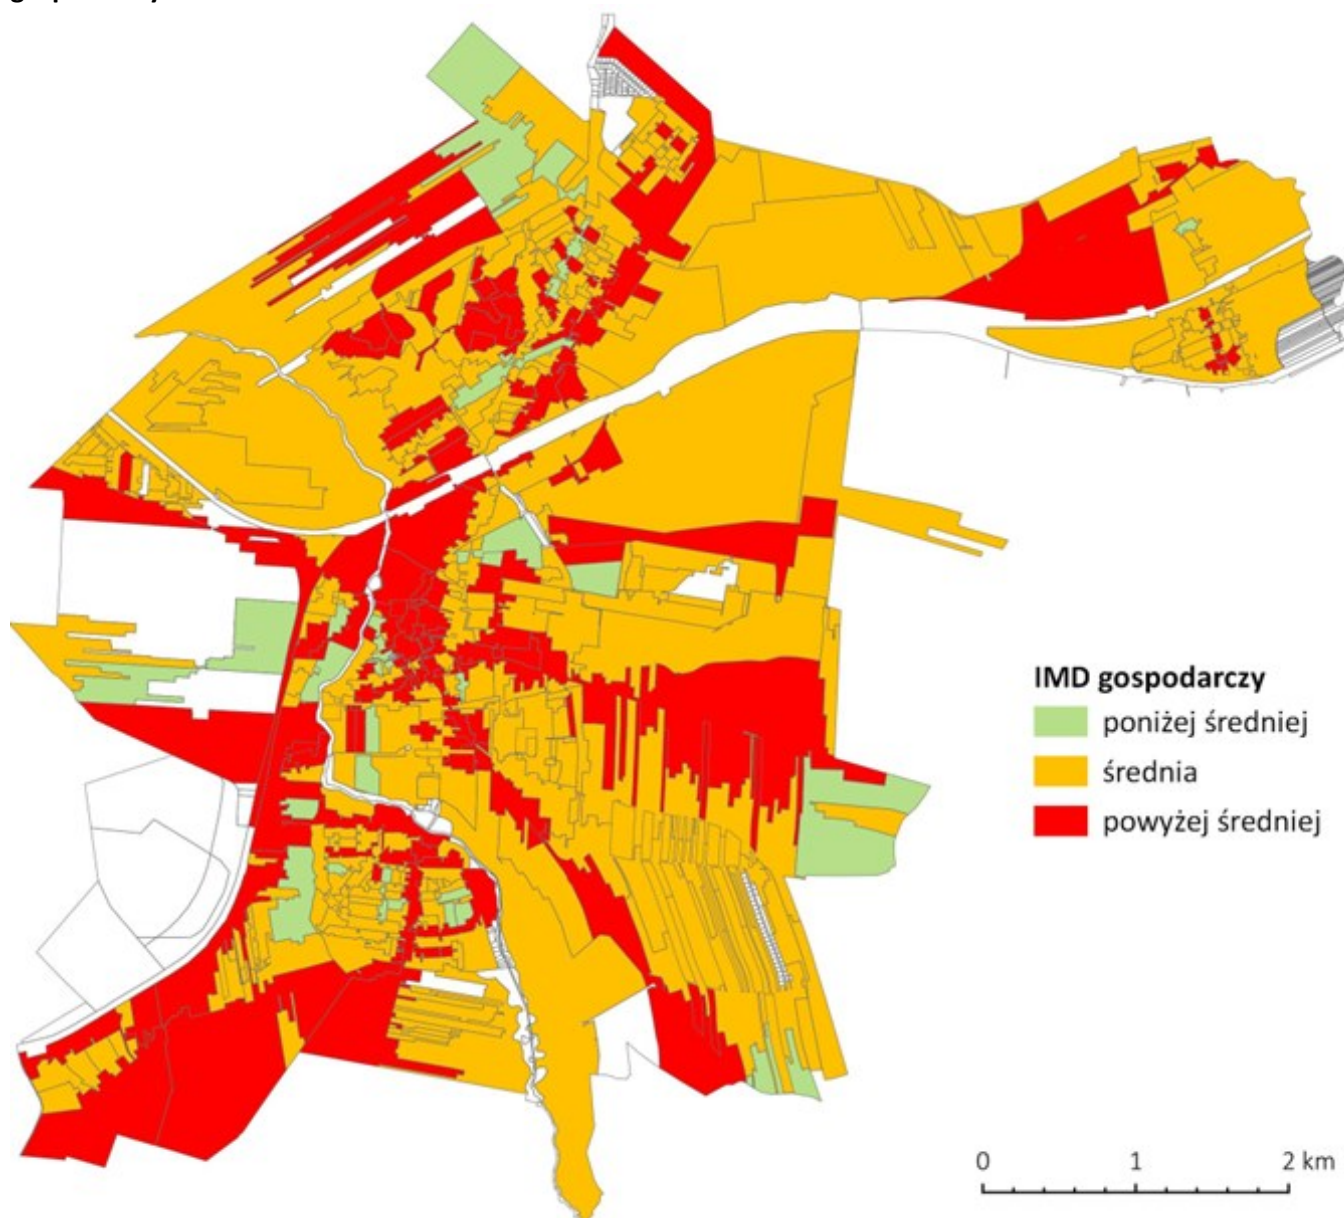 IMD gospodarczy
poniżej średniej
średnia
powyżej średniej
0 1 2 km